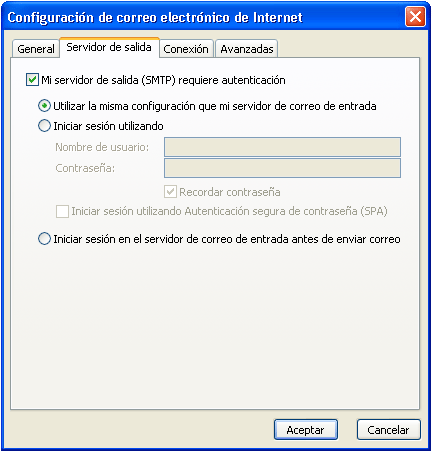 Configuración de correo electrónico de Internet
General Servidor de salida Conexión Avanzadas
Mi servidor de salida (SMTP) requiere autenticación
Utilizar la misma configuración que mi servidor de correo de entrada
Iniciar sesión utilizando
Nombre de usuario:
Contraseña:
Recordar contraseña
Iniciar sesión utilizando Autenticación segura de contraseña (SPA)
Iniciar sesión en el servidor de correo de entrada antes de enviar correo
Aceptar Cancelar